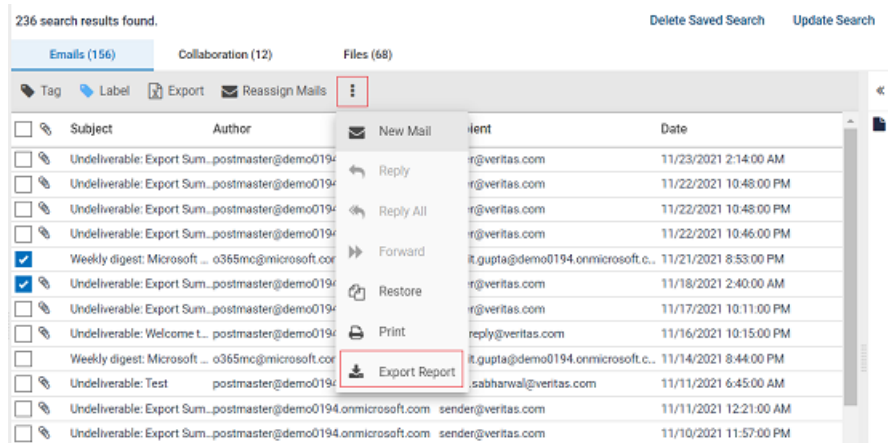 236 search results found. Delete Saved Search Update Search
Emails (156) Collaboration (12) Files (68)
Tag Label Export Reassign Mails
Subject Author ient Date
New Mail
Reply
Reply All
Forward
Restore
Print
Export Report
Undeliverable: Export Sum... postmaster@demo0194 r@veritas.com 11/23/2021 2:14:00 AM
Undeliverable: Export Sum... postmaster@demo0194 er@veritas.com 11/22/2021 10:48:00 PM
Undeliverable: Export Sum... postmaster@demo0194 er@veritas.com 11/22/2021 10:48:00 PM
Undeliverable: Export Sum... postmaster@demo0194 er@veritas.com 11/22/2021 10:46:00 PM
Weekly digest: Microsoft ... o365mc@microsoft.cor it.gupta@demo0194.onmicrosoft.c... 11/21/2021 8:53:00 PM
Undeliverable: Export Sum... postmaster@demo0194 er@veritas.com 11/18/2021 2:40:00 AM
Undeliverable: Export Sum... postmaster@demo0194 r@veritas.com 11/17/2021 10:11:00 PM
Undeliverable: Welcome t... postmaster@demo0194 reply@veritas.com 11/16/2021 10:15:00 PM
Weekly digest: Microsoft ... o365mc@microsoft.cor it.gupta@demo0194.onmicrosoft.c... 11/14/2021 8:44:00 PM
Undeliverable: Test postmaster@demo0194 .sabharwal@veritas.com 11/11/2021 6:45:00 AM
Undeliverable: Export Sum... postmaster@demo0194.onmicrosoft.com sender@veritas.com 11/11/2021 12:21:00 AM
Undeliverable: Export Sum... postmaster@demo0194.onmicrosoft.com sender@veritas.com 11/10/2021 11:57:00 PM